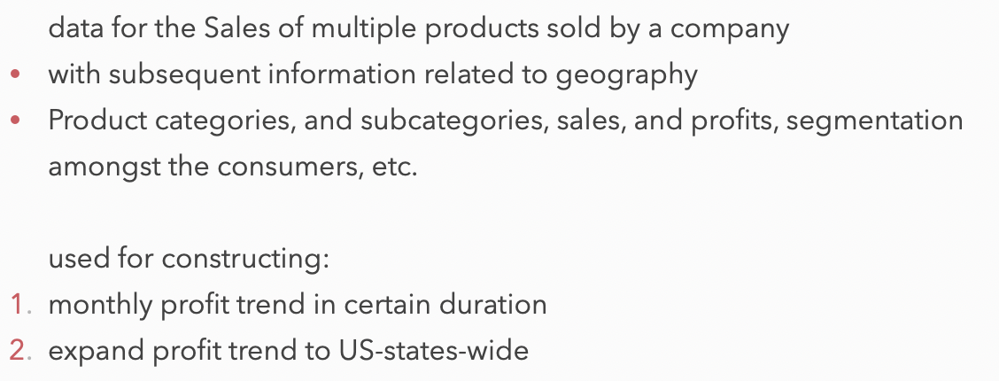 data for the Sales of multiple products sold by a company
• with subsequent information related to geography
• Product categories, and subcategories, sales, and profits, segmentation
amongst the consumers, etc.
used for constructing:
1. monthly profit trend in certain duration
2. expand profit trend to US-states-wide